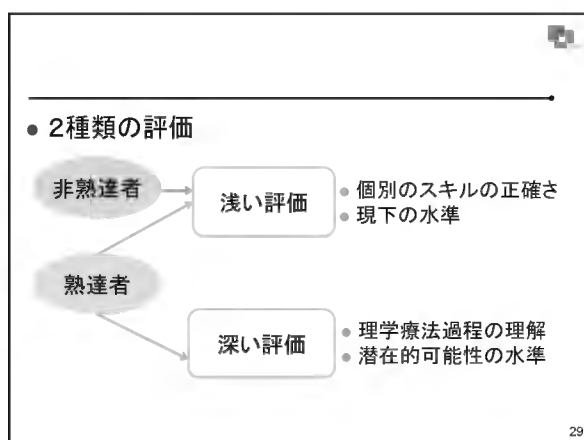 ● 2種類の評価
非熟達者
浅い評価
● 個別のスキルの正確さ
● 現下の水準
熟達者
深い評価
● 理学療法過程の理解
● 潜在的可能性の水準
29